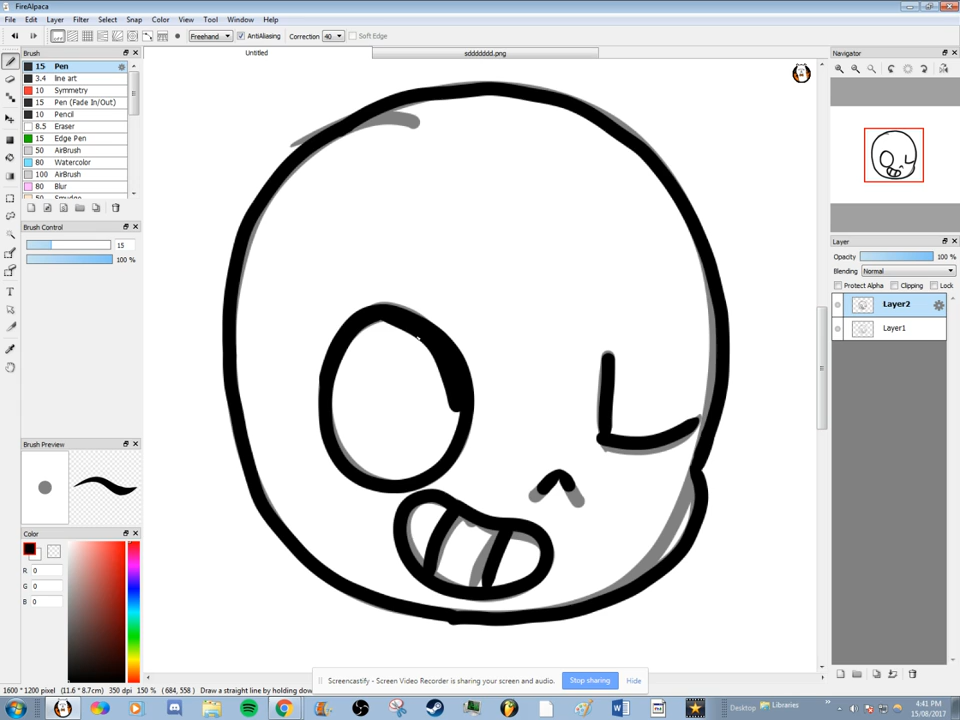 FireAlpaca
File Edit Layer Filter Select Snap Color View Tool Window Help
OFF Freehand AntiAliasing Correction 40 Soft Edge
Brush
Untitled
sddddddd.png
Navigator
15 Pen
3.4 line art
10 Symmetry
15 Pen (Fade In/Out)
10 Pencil
8.5 Eraser
15 Edge Pen
50 AirBrush
80 Watercolor
100 AirBrush
80 Blur
50 Smudge
Brush Control
15
100 %
Layer
Opacity 100 %
Blending Normal
Protect Alpha Clipping Lock
Layer2
Layer1
Brush Preview
Color
R 0
G 0
B 0
Screencastify - Screen Video Recorder is sharing your screen and audio. Stop sharing Hide
1600 * 1200 pixel (11.6 * 8.7cm) 350 dpi 150 % ( 684, 558 ) Draw a straight line by holding dow
Desktop Libraries
4:41 PM
15/08/2017